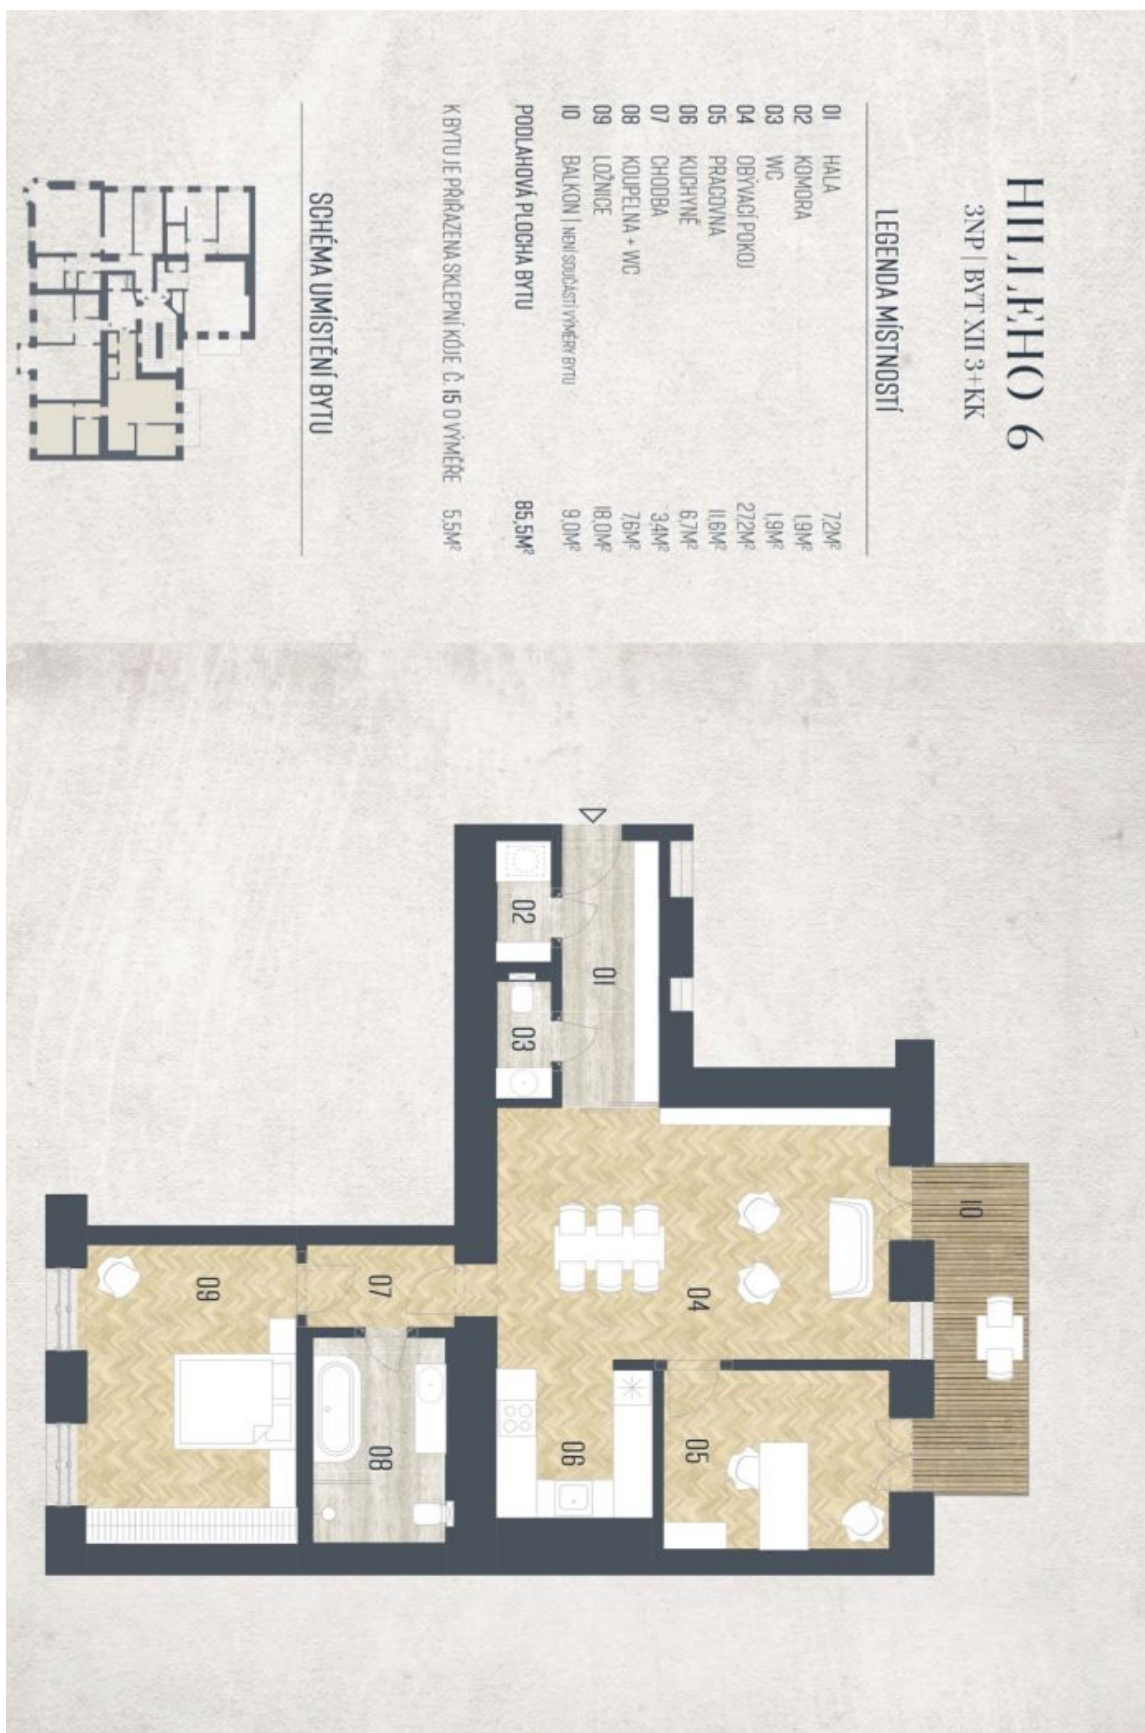 HILLEHO 6
3NP | BYT XII 3+KK
LEGENDA MÍSTNOSTÍ
01 HALA 7,2M²
02 KOMORA 1,9M²
03 WC 1,9M²
04 OBÝVACÍ POKOJ 27,2M²
05 PRACOVNA 11,6M²
06 KUCHYNĚ 6,7M²
07 CHODBA 3,4M²
08 KOUPELNA + WC 7,6M²
09 LOŽNICE 18,0M²
10 BALKON | NENÍ SOUČÁSTÍ VÝMĚRY BYTU 9,0M²
PODLAHOVÁ PLOCHA BYTU 85,5M²
K BYTU JE PŘIŘAZENA SKLEPNÍ KÓJE Č. 15 O VÝMĚŘE 5,5M²
SCHÉMA UMÍSTĚNÍ BYTU
10
04
05
01
02
03
06
07
08
09